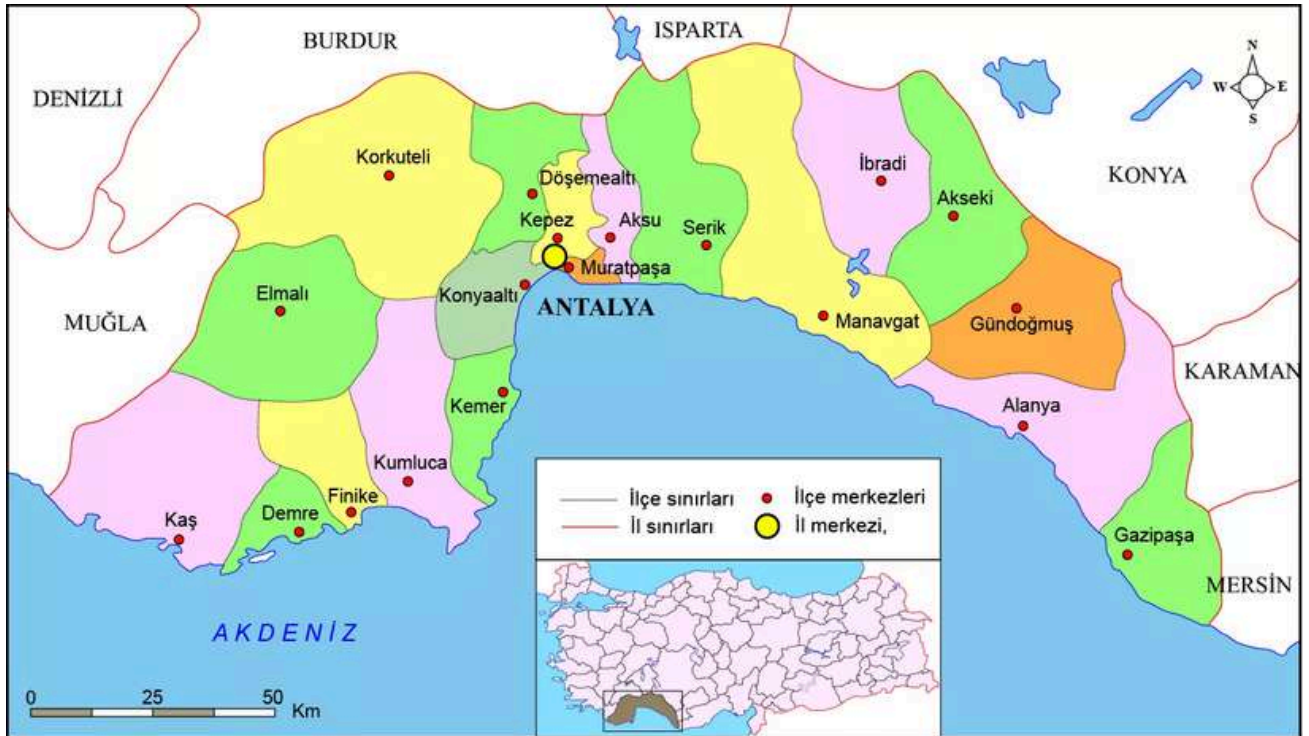 BURDUR
ISPARTA
DENİZLİ
N
W E
S
KONYA
Korkuteli
İbradi
Döşemealtı
Akseki
Kepez
Aksu
Serik
Muratpaşa
Elmalı
Konyaaltı
ANTALYA
MUĞLA
Manavgat
Gündoğmuş
KARAMAN
Kemer
Alanya
Kumluca
Finike
Demre
Kaş
Gazipaşa
MERSİN
İlçe sınırları
İlçe merkezleri
İl sınırları
İl merkezi,
AKDENİZ
0 25 50
Km